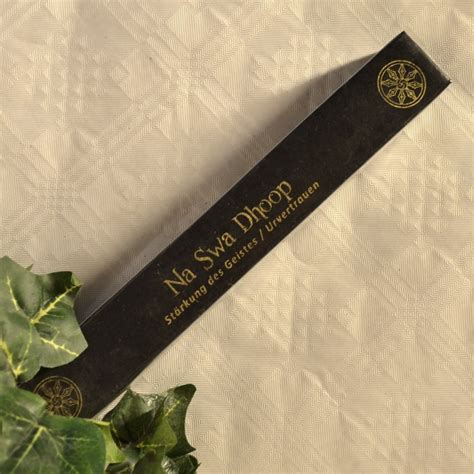 Na Swa Dhoop
Stärkung des Geistes / Urvertrauen